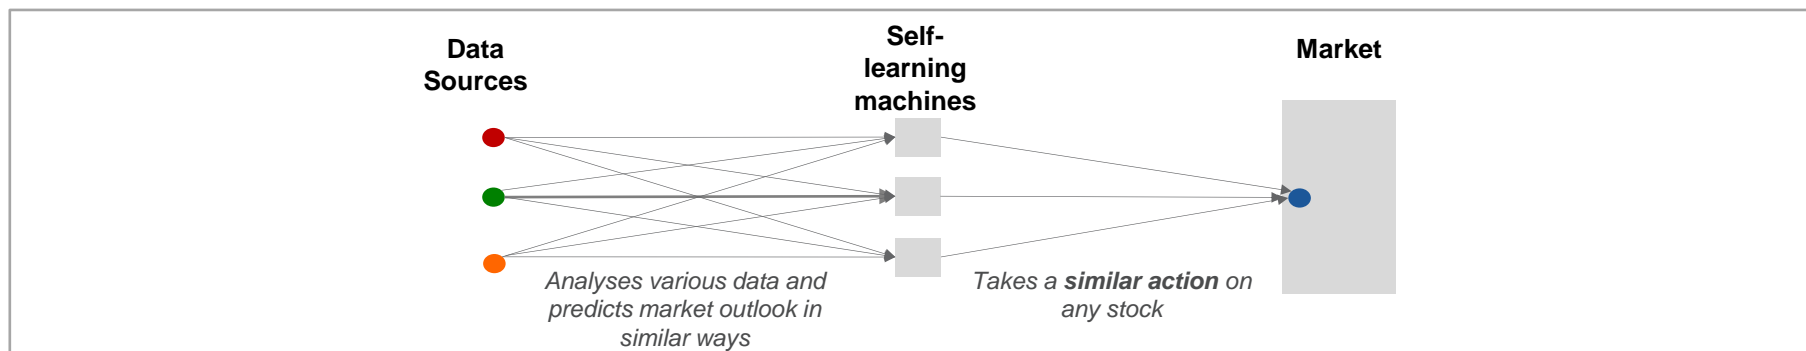 Data
Sources
Self-
learning
machines
Market
Analyses various data and
predicts market outlook in
similar ways
Takes a similar action on
any stock